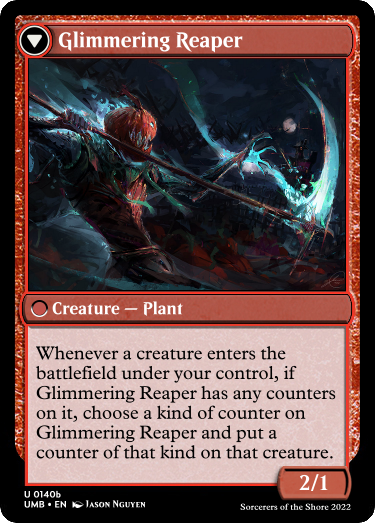 Glimmering Reaper
Creature — Plant
Whenever a creature enters the
battlefield under your control, if
Glimmering Reaper has any counters
on it, choose a kind of counter on
Glimmering Reaper and put a
counter of that kind on that creature.
2/1
U 0140b
UMB • EN JASON NGUYEN
Sorcerers of the Shore 2022